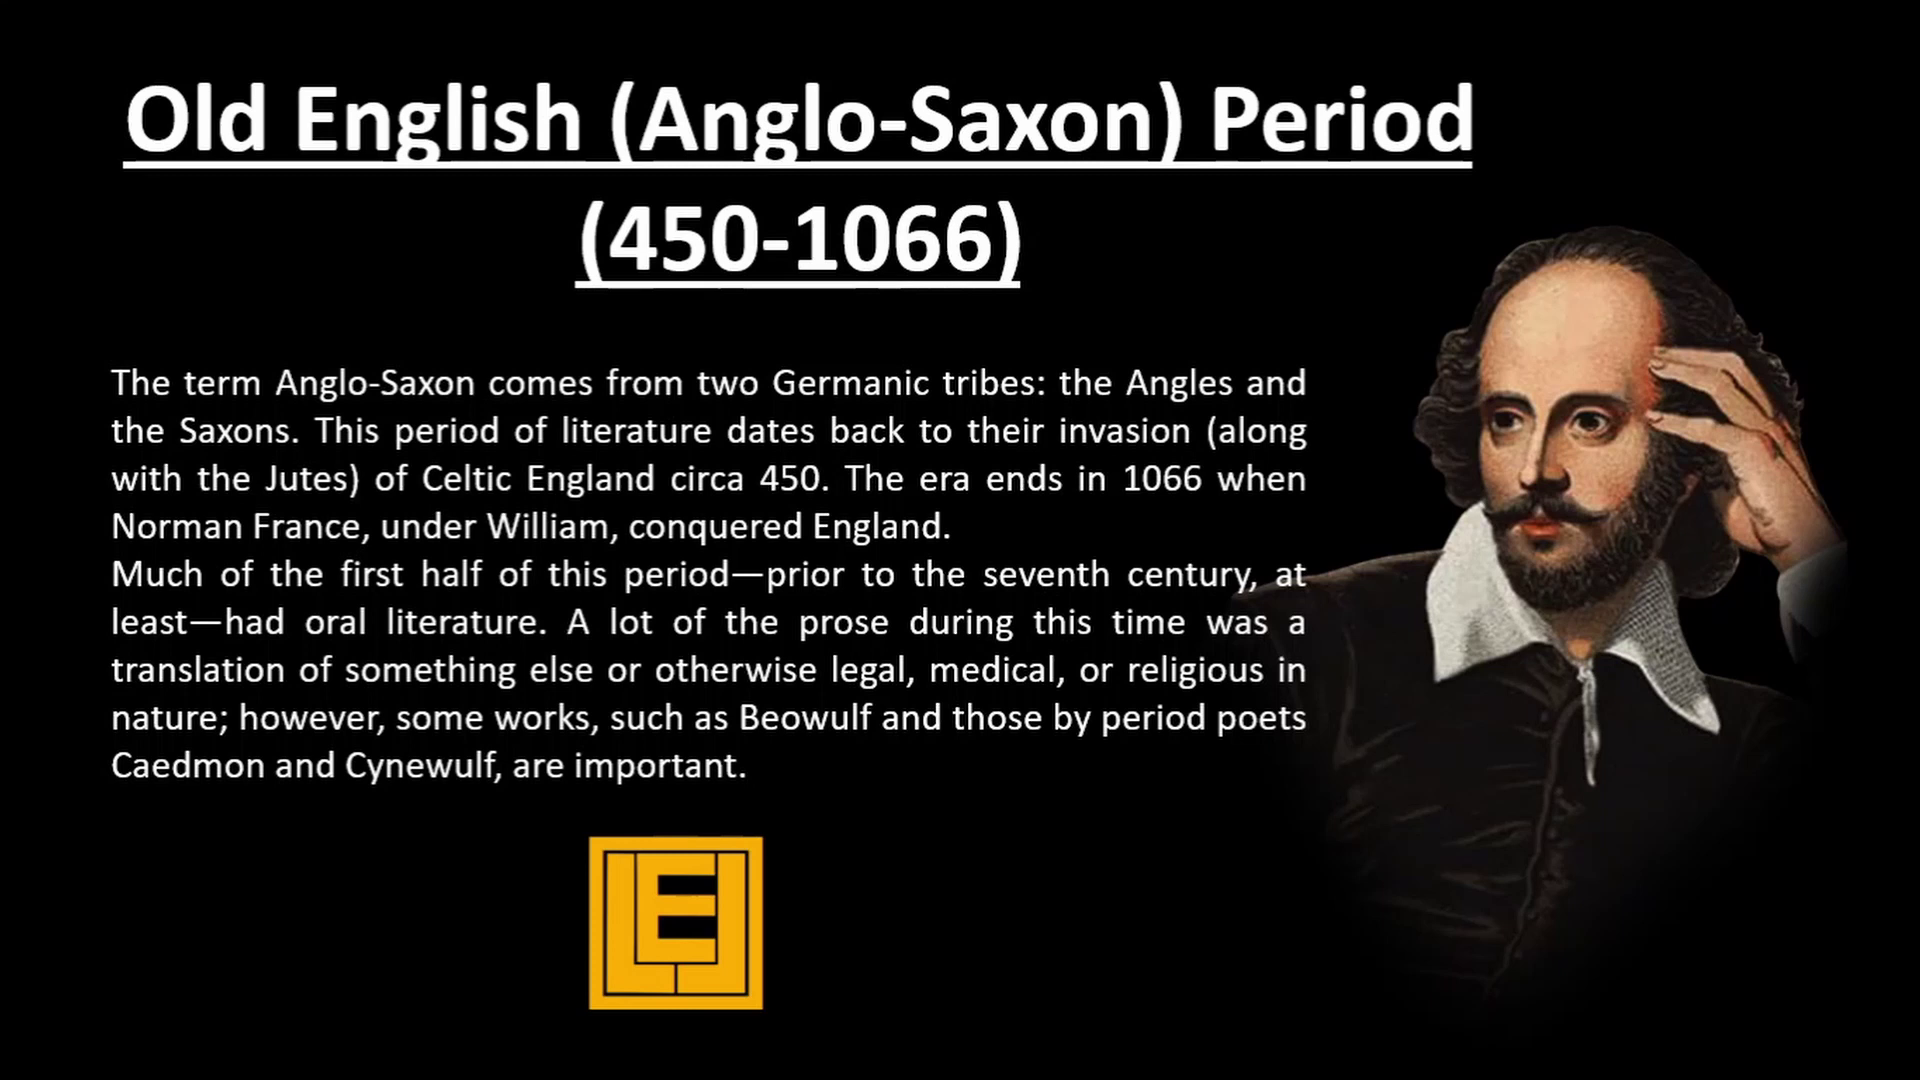 Old English (Anglo-Saxon) Period
(450-1066)
The term Anglo-Saxon comes from two Germanic tribes: the Angles and
the Saxons. This period of literature dates back to their invasion (along
with the Jutes) of Celtic England circa 450. The era ends in 1066 when
Norman France, under William, conquered England.
Much of the first half of this period—prior to the seventh century, at
least—had oral literature. A lot of the prose during this time was a
translation of something else or otherwise legal, medical, or religious in
nature; however, some works, such as Beowulf and those by period poets
Caedmon and Cynewulf, are important.